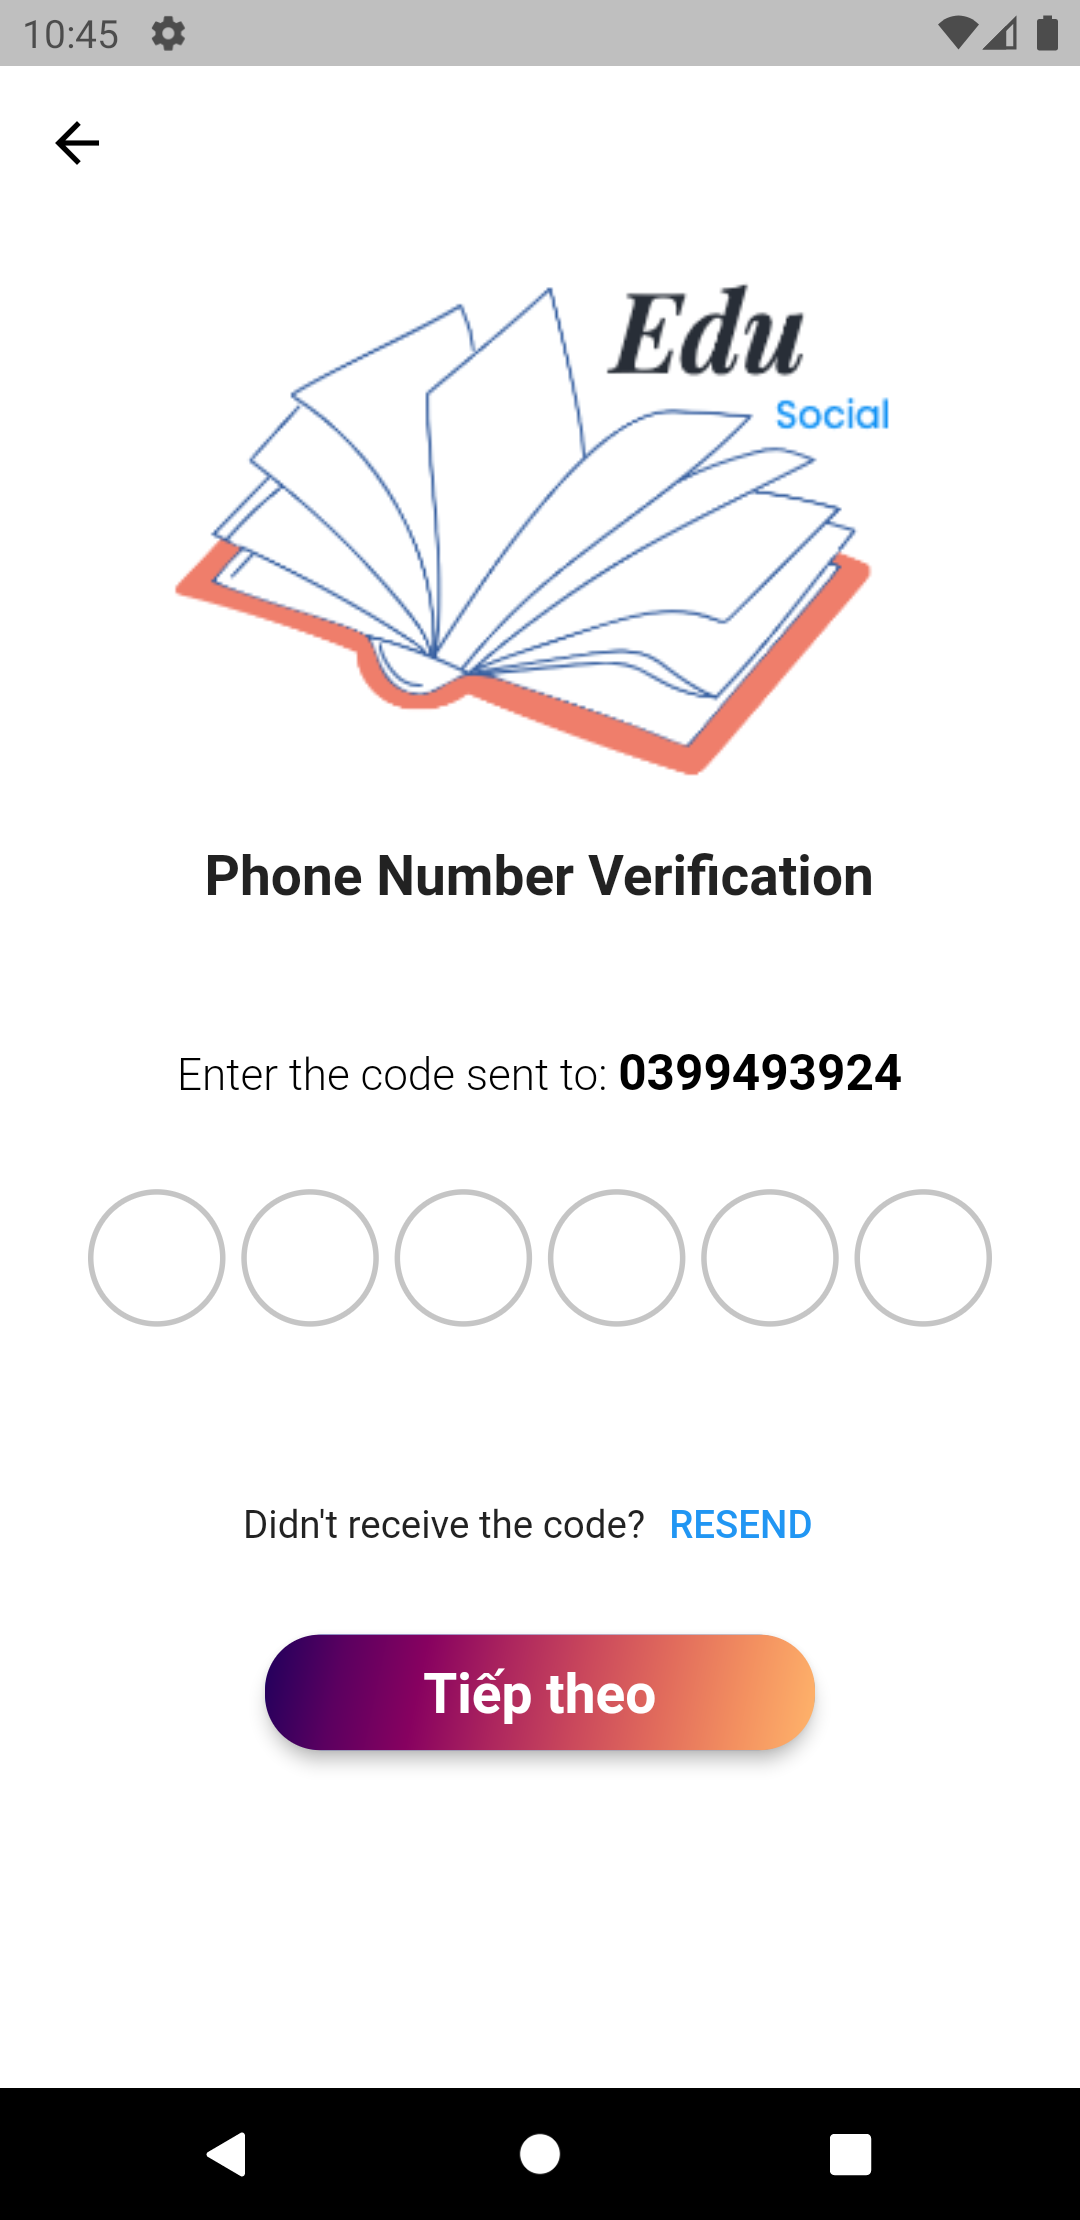 10:45
Edu
Social
Phone Number Verification
Enter the code sent to: 0399493924
Didn't receive the code? RESEND
Tiếp theo